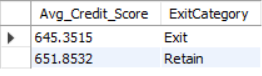 Avg_Credit_Score ExitCategory
645.3515 Exit
651.8532 Retain